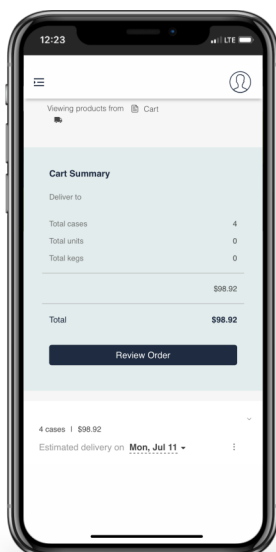 12:23 LTE
Viewing products from Cart
Cart Summary
Deliver to
Total cases 4
Total units 0
Total kegs 0
$98.92
Total $98.92
Review Order
4 cases | $98.92
Estimated delivery on Mon, Jul 11